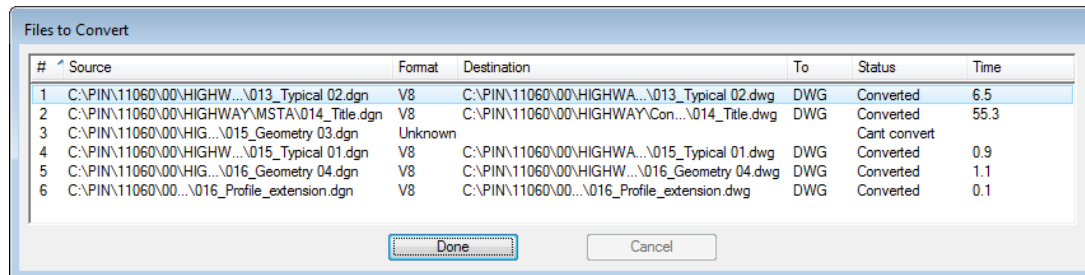 Files to Convert
# Source Format Destination To Status Time
1 C:\PIN\11060\00\HIGHW...\013_Typical 02.dgn V8 C:\PIN\11060\00\HIGHWA...\013_Typical 02.dwg DWG Converted 6.5
2 C:\PIN\11060\00\HIGHWAY\MSTA\014_Title.dgn V8 C:\PIN\11060\00\HIGHWAY\Con...\014_Title.dwg DWG Converted 55.3
3 C:\PIN\11060\00\HIG...\015_Geometry 03.dgn Unknown Cant convert
4 C:\PIN\11060\00\HIGHW...\015_Typical 01.dgn V8 C:\PIN\11060\00\HIGHWA...\015_Typical 01.dwg DWG Converted 0.9
5 C:\PIN\11060\00\HIG...\016_Geometry 04.dgn V8 C:\PIN\11060\00\HIGHW...\016_Geometry 04.dwg DWG Converted 1.1
6 C:\PIN\11060\00...\016_Profile_extension.dgn V8 C:\PIN\11060\00...\016_Profile_extension.dwg DWG Converted 0.1
Done Cancel